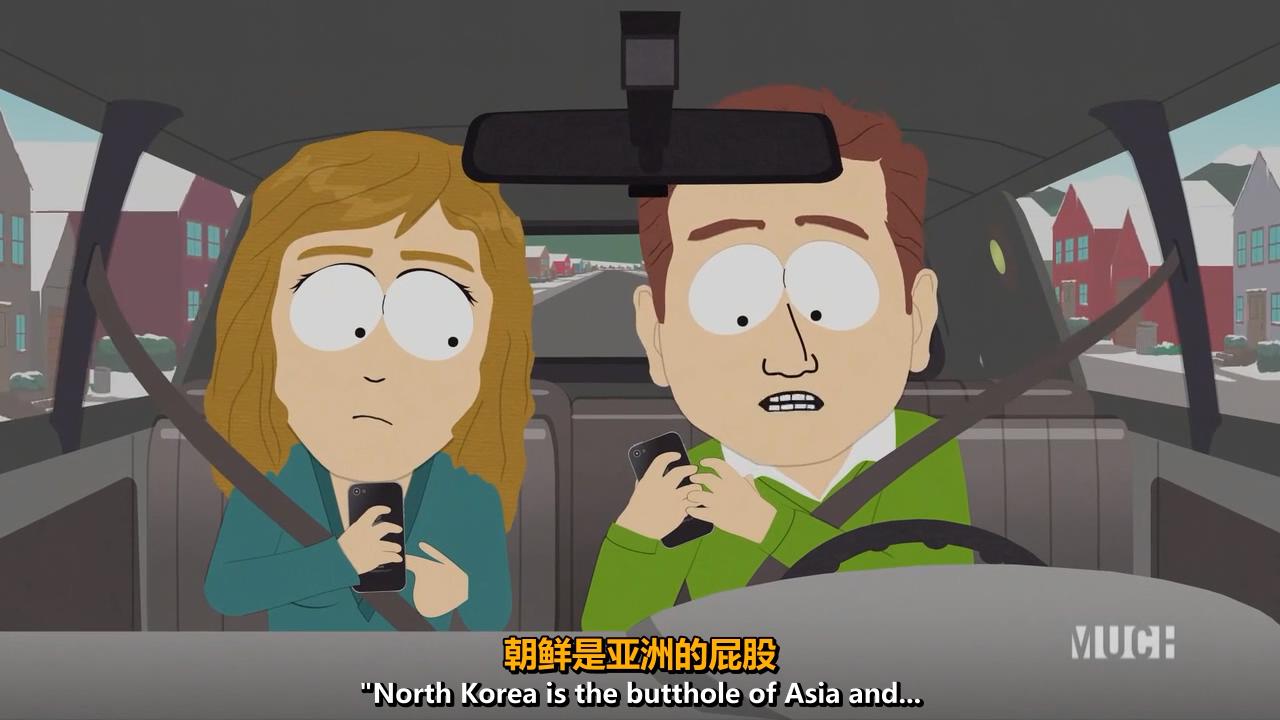 MUCH
朝鲜是亚洲的屁股
"North Korea is the butthole of Asia and...